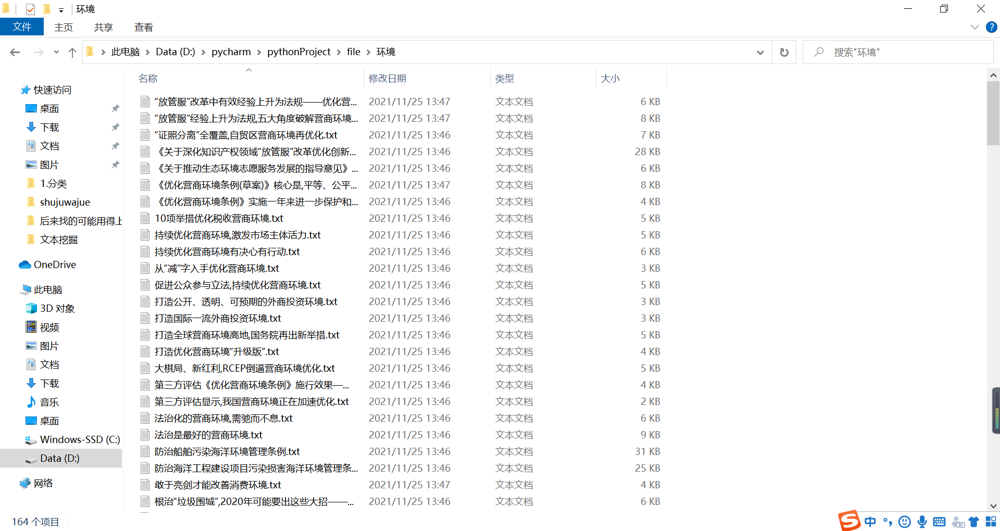 环境
文件 主页 共享 查看
此电脑 Data (D:) pycharm pythonProject file 环境 搜索"环境"
名称 修改日期 类型 大小
快速访问
桌面
下载
文档
图片
1.分类
shujuwajue
后来找的可能用得上
文本挖掘
OneDrive
此电脑
3D 对象
视频
图片
文档
下载
音乐
桌面
Windows-SSD (C:)
Data (D:)
网络
“放管服”改革中有效经验上升为法规——优化营... 2021/11/25 13:47 文本文档 6 KB
“放管服”经验上升为法规,五大角度破解营商环境... 2021/11/25 13:47 文本文档 8 KB
“证照分离”全覆盖,自贸区营商环境再优化.txt 2021/11/25 13:46 文本文档 7 KB
《关于深化知识产权领域“放管服”改革优化创新... 2021/11/25 13:46 文本文档 28 KB
《关于推动生态环境志愿服务发展的指导意见》... 2021/11/25 13:46 文本文档 6 KB
《优化营商环境条例(草案)》核心是,平等、公平... 2021/11/25 13:47 文本文档 8 KB
《优化营商环境条例》实施一年来进一步保护和... 2021/11/25 13:46 文本文档 4 KB
10项举措优化税收营商环境.txt 2021/11/25 13:46 文本文档 5 KB
持续优化营商环境,激发市场主体活力.txt 2021/11/25 13:46 文本文档 5 KB
持续优化营商环境有决心有行动.txt 2021/11/25 13:46 文本文档 6 KB
从“减”字入手优化营商环境.txt 2021/11/25 13:46 文本文档 3 KB
促进公众参与立法,持续优化营商环境.txt 2021/11/25 13:46 文本文档 5 KB
打造公开、透明、可预期的外商投资环境.txt 2021/11/25 13:46 文本文档 3 KB
打造国际一流外商投资环境.txt 2021/11/25 13:46 文本文档 3 KB
打造全球营商环境高地,国务院再出新举措.txt 2021/11/25 13:46 文本文档 5 KB
打造优化营商环境“升级版”.txt 2021/11/25 13:46 文本文档 4 KB
大棋局、新红利,RCEP倒逼营商环境优化.txt 2021/11/25 13:46 文本文档 5 KB
第三方评估《优化营商环境条例》施行效果—... 2021/11/25 13:46 文本文档 4 KB
第三方评估显示,我国营商环境正在加速优化.txt 2021/11/25 13:46 文本文档 2 KB
法治化的营商环境,需驰而不息.txt 2021/11/25 13:46 文本文档 6 KB
法治是最好的营商环境.txt 2021/11/25 13:46 文本文档 9 KB
防治船舶污染海洋环境管理条例.txt 2021/11/25 13:46 文本文档 31 KB
防治海洋工程建设项目污染损害海洋环境管理条... 2021/11/25 13:46 文本文档 25 KB
敢于亮剑才能改善消费环境.txt 2021/11/25 13:47 文本文档 4 KB
根治“垃圾围城”,2020年可能要出这些大招——... 2021/11/25 13:46 文本文档 6 KB
164 个项目
中